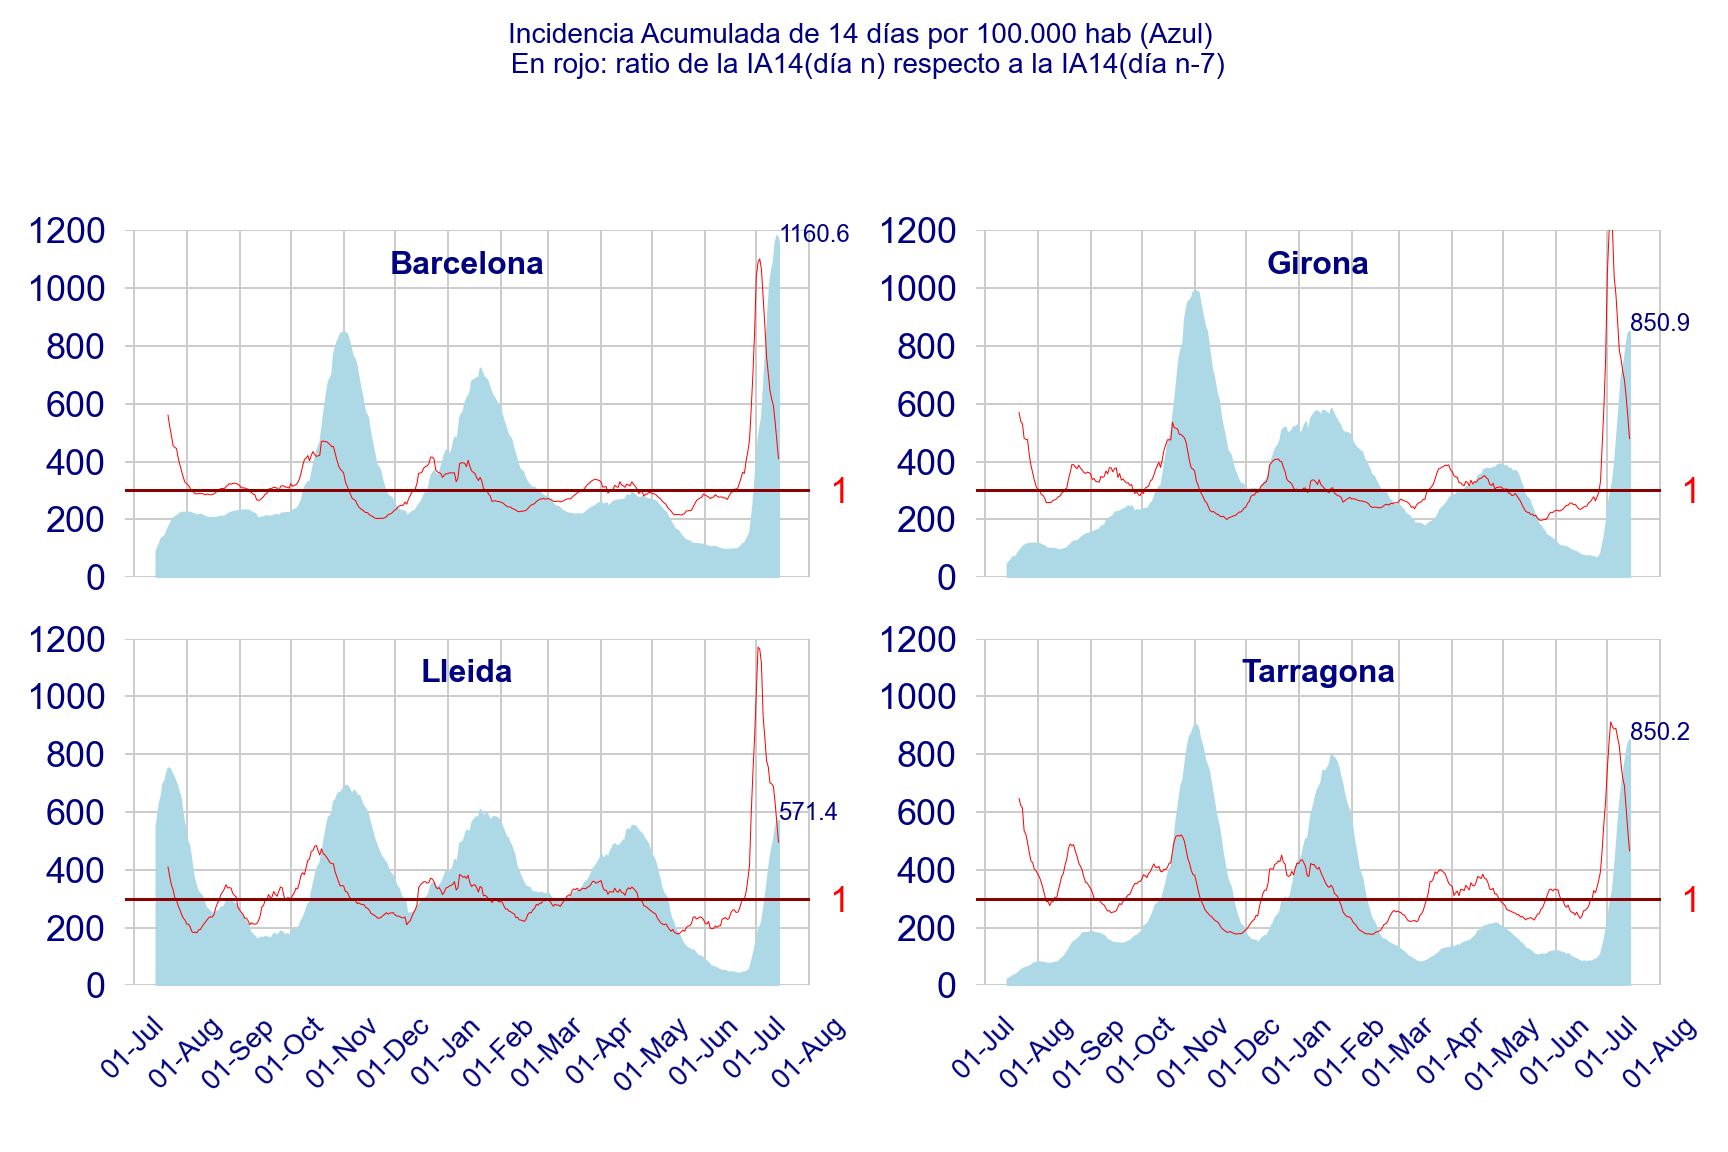 Incidencia Acumulada de 14 días por 100.000 hab (Azul)
En rojo: ratio de la IA14(día n) respecto a la IA14(día n-7)
Barcelona
1200
1000
800
600
400
200
0
1160.6
1
Girona
1200
1000
800
600
400
200
0
850.9
1
Lleida
1200
1000
800
600
400
200
0
571.4
1
01-Jul
01-Aug
01-Sep
01-Oct
01-Nov
01-Dec
01-Jan
01-Feb
01-Mar
01-Apr
01-May
01-Jun
01-Jul
01-Aug
Tarragona
1200
1000
800
600
400
200
0
850.2
1
01-Jul
01-Aug
01-Sep
01-Oct
01-Nov
01-Dec
01-Jan
01-Feb
01-Mar
01-Apr
01-May
01-Jun
01-Jul
01-Aug